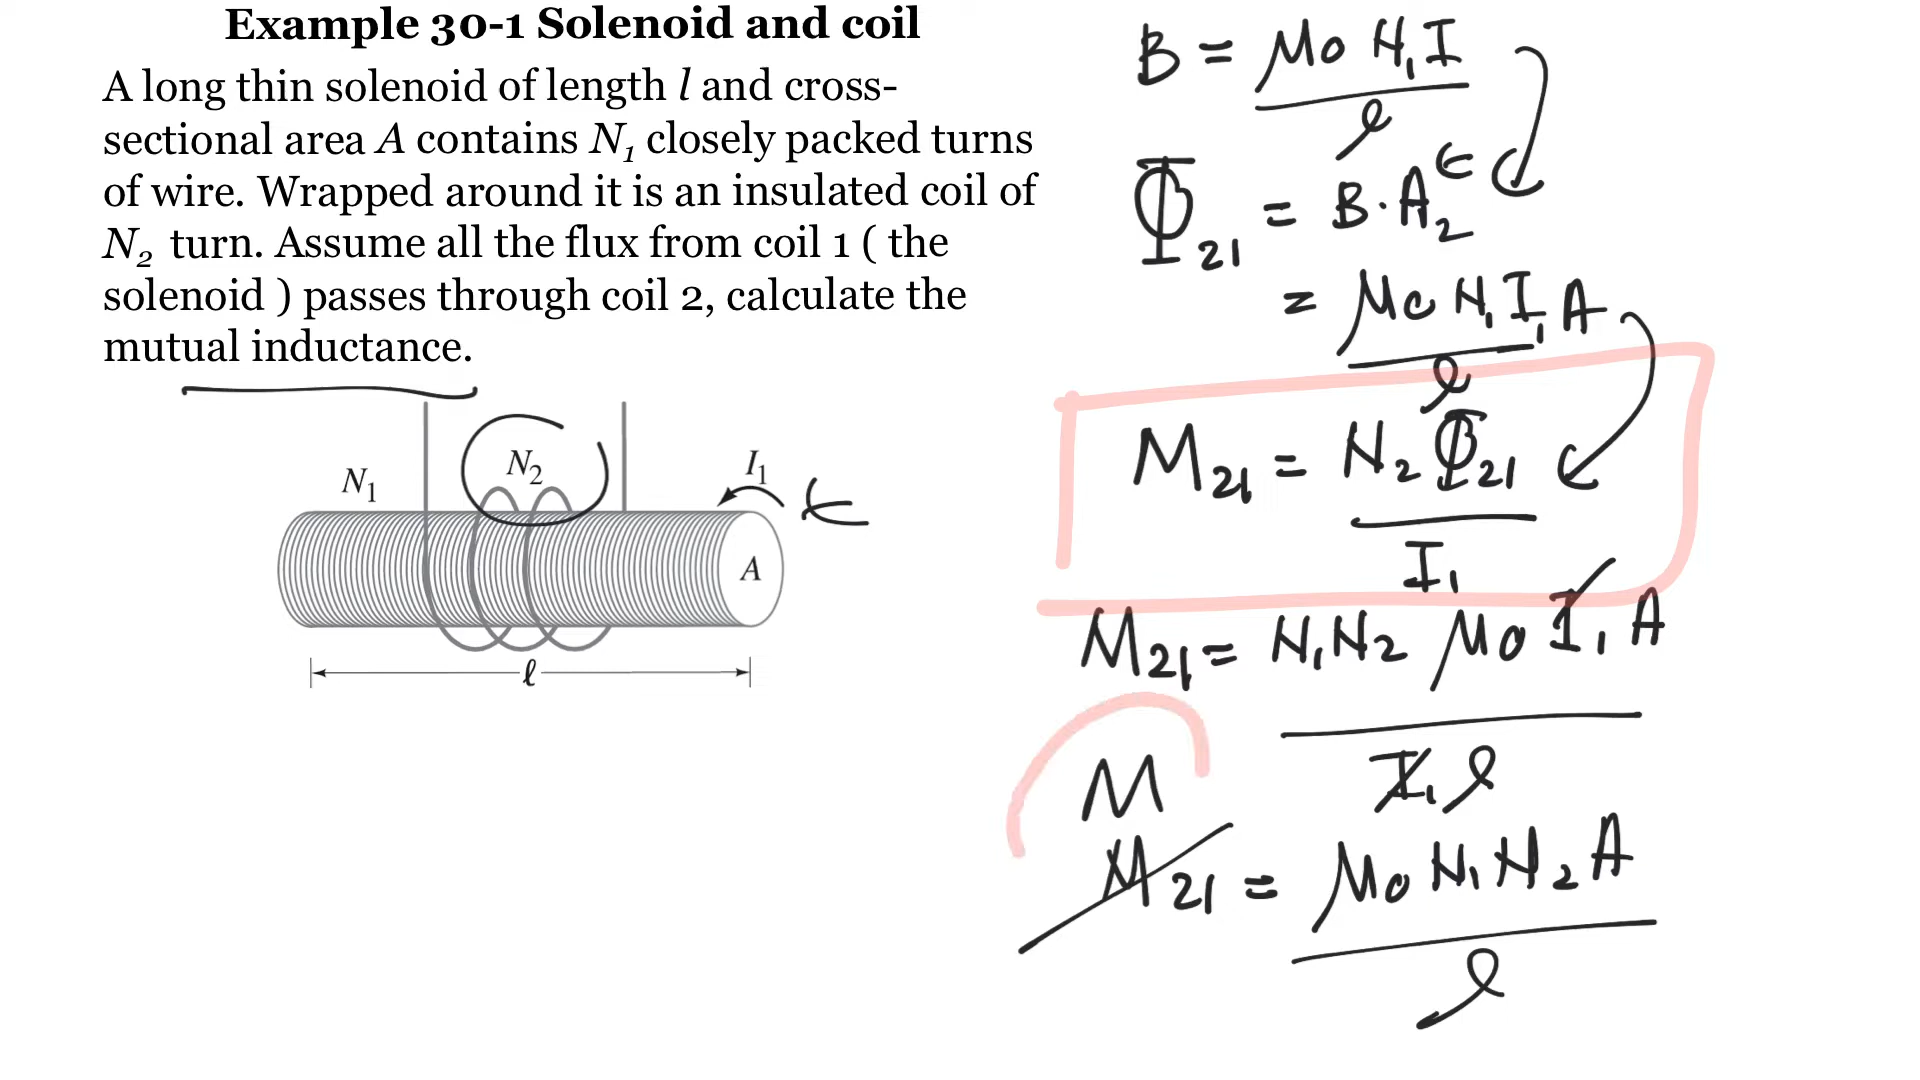 Example 30-1 Solenoid and coil
A long thin solenoid of length l and cross-
sectional area A contains N₁ closely packed turns
of wire. Wrapped around it is an insulated coil of
N₂ turn. Assume all the flux from coil 1 ( the
solenoid ) passes through coil 2, calculate the
mutual inductance.
N₁
N₂
I₁
A
ℓ
B = μ₀ N₁ I / ℓ
Φ₂₁ = B · A₂
= μ₀ N₁ I₁ A / ℓ
M₂₁ = N₂ Φ₂₁ / I₁
M₂₁ = N₁ N₂ μ₀ I₁ A / I₁ ℓ
M
M₂₁ = μ₀ N₁ N₂ A / ℓ